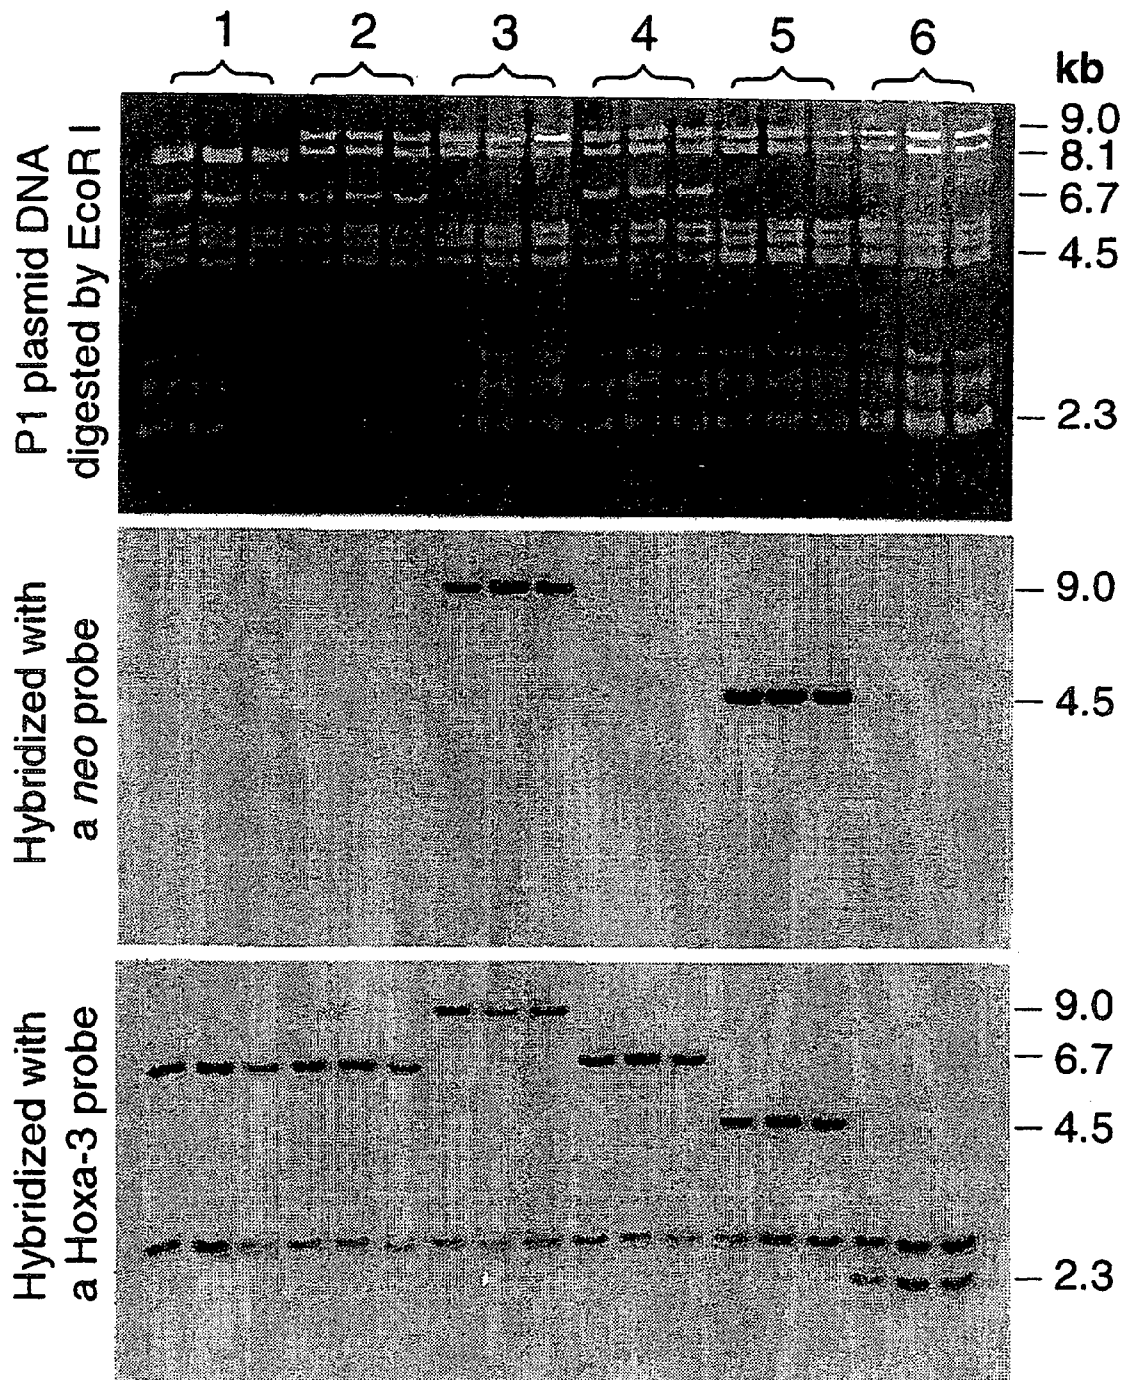 1 2 3 4 5 6
kb
P1 plasmid DNA
digested by EcoR I
9.0
8.1
6.7
4.5
2.3
Hybridized with
a neo probe
9.0
4.5
Hybridized with
a Hoxa-3 probe
9.0
6.7
4.5
2.3